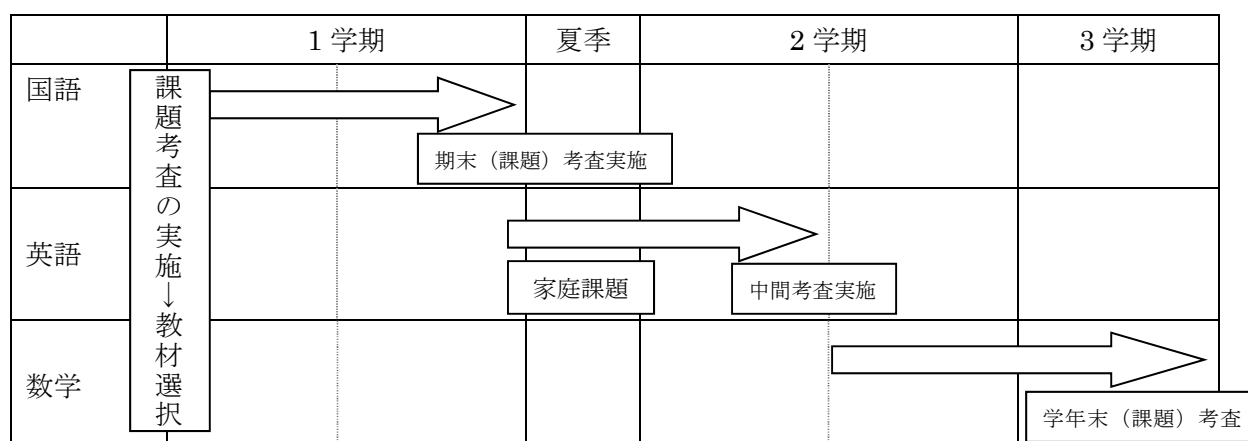 1 学期
夏季
2 学期
3 学期
国語
課題考査の実施→教材選択
期末（課題）考査実施
英語
家庭課題
中間考査実施
数学
学年末（課題）考査